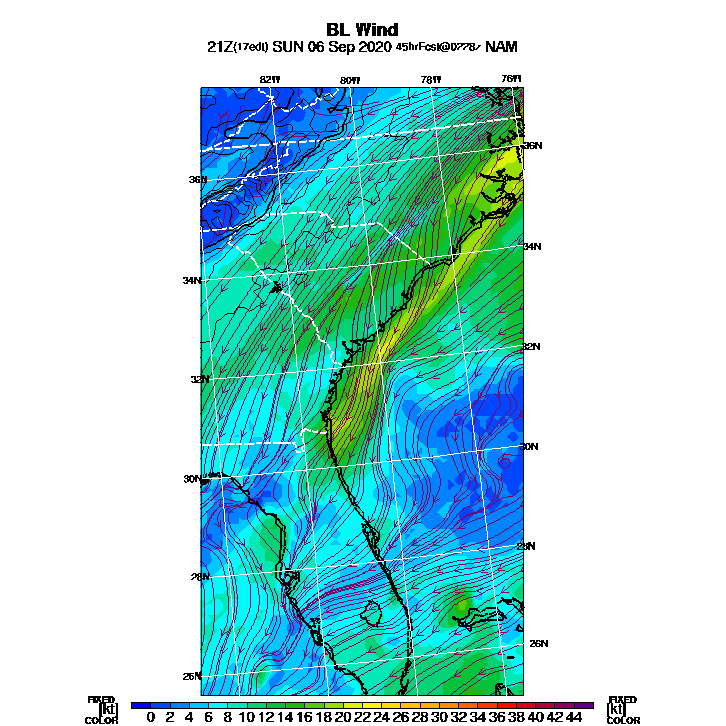 BL Wind
21Z(17edt) SUN 06 Sep 2020 45hrFcst@0778z NAM
82W 80W 78W 76W
36N
36N
34N
34N
32N
32N
30N
30N
28N
28N
26N
26N
FIXED FIXED
[kt] 0 2 4 6 8 10 12 14 16 18 20 22 24 26 28 30 32 34 36 38 40 42 44 [kt]
COLOR COLOR